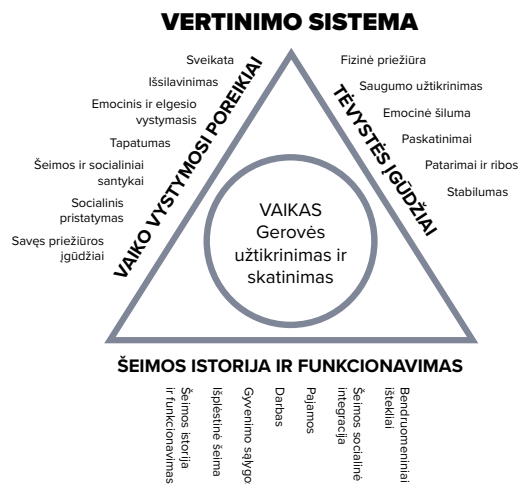 VERTINIMO SISTEMA
Sveikata
Išsilavinimas
Emocinis ir elgesio
vystymasis
Tapatumas
Šeimos ir socialiniai
santykai
Socialinis
pristatymas
Savęs priežiūros
įgūdžiai
VAIKO VYSTYMOSI POREIKIAI
Fizinė priežiūra
Saugumo užtikrinimas
Emocinė šiluma
Paskatinimai
Patarimai ir ribos
Stabilumas
TĖVYSTĖS ĮGŪDŽIAI
VAIKAS
Gerovės
užtikrinimas ir
skatinimas
ŠEIMOS ISTORIJA IR FUNKCIONAVIMAS
Šeimos istorija
ir funkcionavimas
Išplėstinė šeima
Gyvenimo sąlygo
Darbas
Pajamos
Šeimos socialinė
integracija
Bendruomeniniai
ištekliai